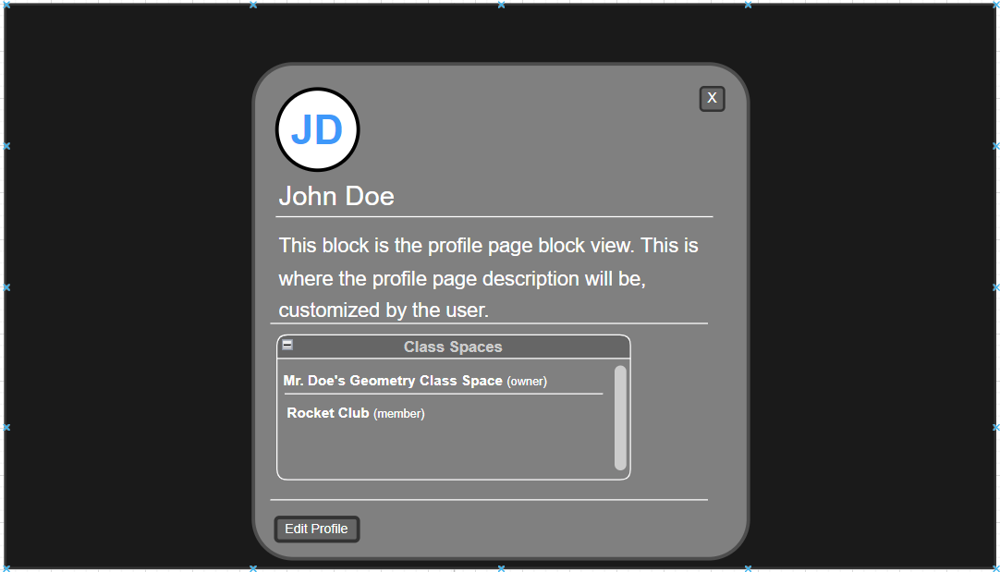 X
JD
John Doe
This block is the profile page block view. This is
where the profile page description will be,
customized by the user.
Class Spaces
Mr. Doe's Geometry Class Space (owner)
Rocket Club (member)
Edit Profile